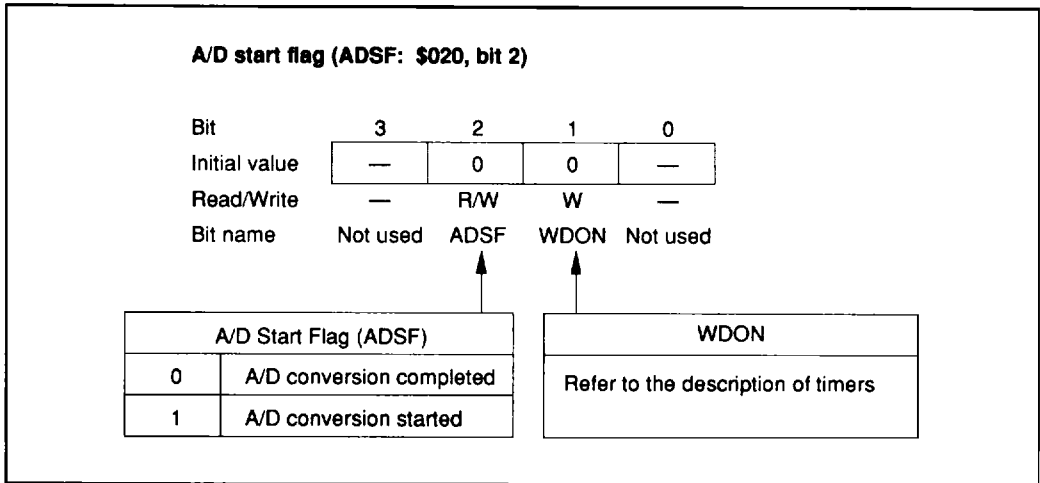 A/D start flag (ADSF: $020, bit 2)
Bit 3 2 1 0
Initial value — 0 0 —
Read/Write — R/W W —
Bit name Not used ADSF WDON Not used
A/D Start Flag (ADSF)
0 A/D conversion completed
1 A/D conversion started
WDON
Refer to the description of timers